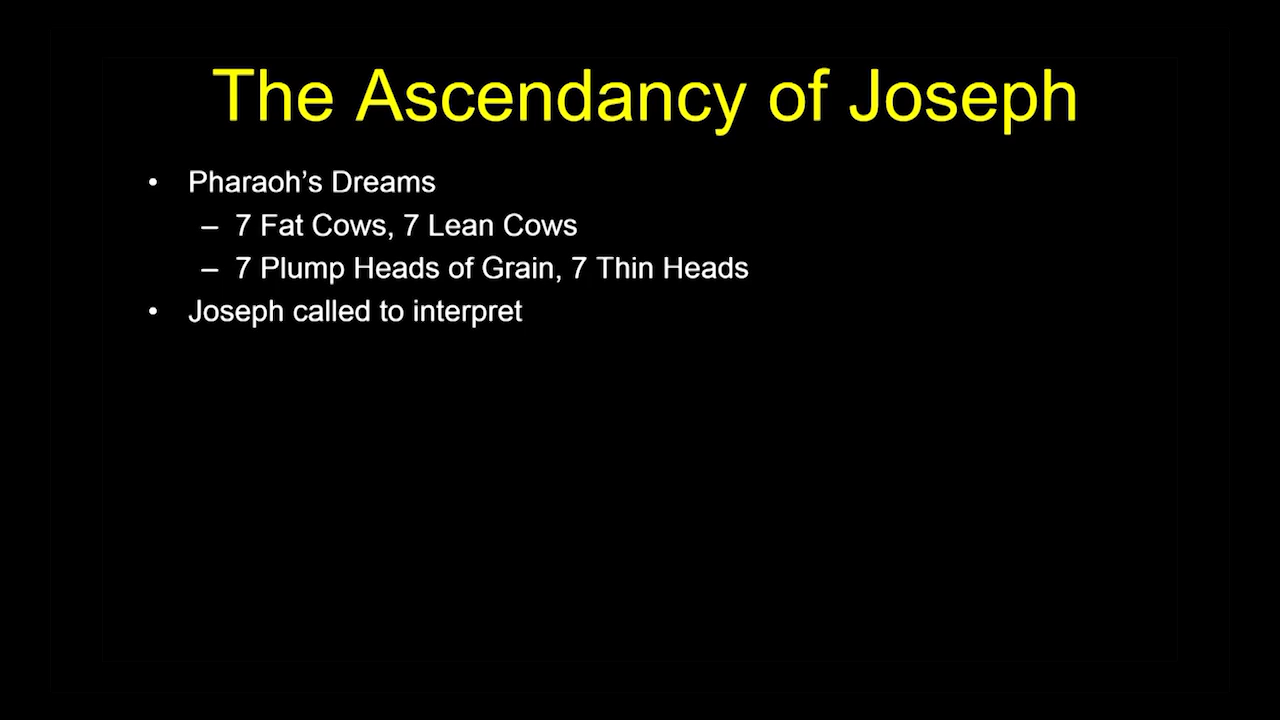 The Ascendancy of Joseph
• Pharaoh’s Dreams
– 7 Fat Cows, 7 Lean Cows
– 7 Plump Heads of Grain, 7 Thin Heads
• Joseph called to interpret